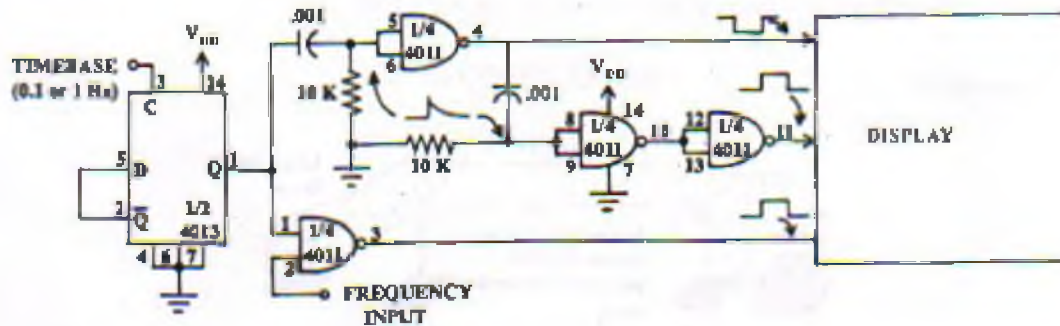 .001
V_DD
TIMEBASE
(0.1 or 1 Hz)
3
14
C
5
D
Q
1
2
Q̅
1/2
4013
4 6 7
10 K
5
6
1/4
4011
4
.001
10 K
V_DD
14
8
9
1/4
4011
10
7
12
13
1/4
4011
11
DISPLAY
1
2
1/4
4011
3
FREQUENCY
INPUT